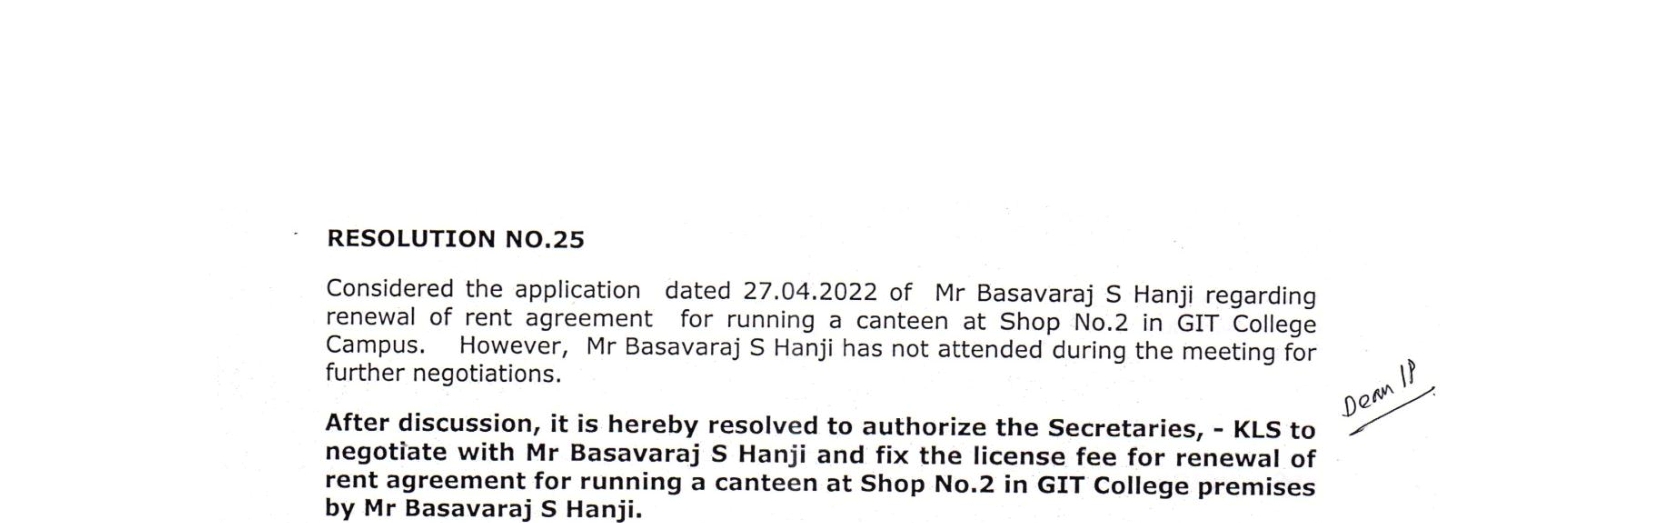 RESOLUTION NO.25
Considered the application dated 27.04.2022 of Mr Basavaraj S Hanji regarding
renewal of rent agreement for running a canteen at Shop No.2 in GIT College
Campus. However, Mr Basavaraj S Hanji has not attended during the meeting for
further negotiations.
Dean IP
After discussion, it is hereby resolved to authorize the Secretaries, - KLS to
negotiate with Mr Basavaraj S Hanji and fix the license fee for renewal of
rent agreement for running a canteen at Shop No.2 in GIT College premises
by Mr Basavaraj S Hanji.